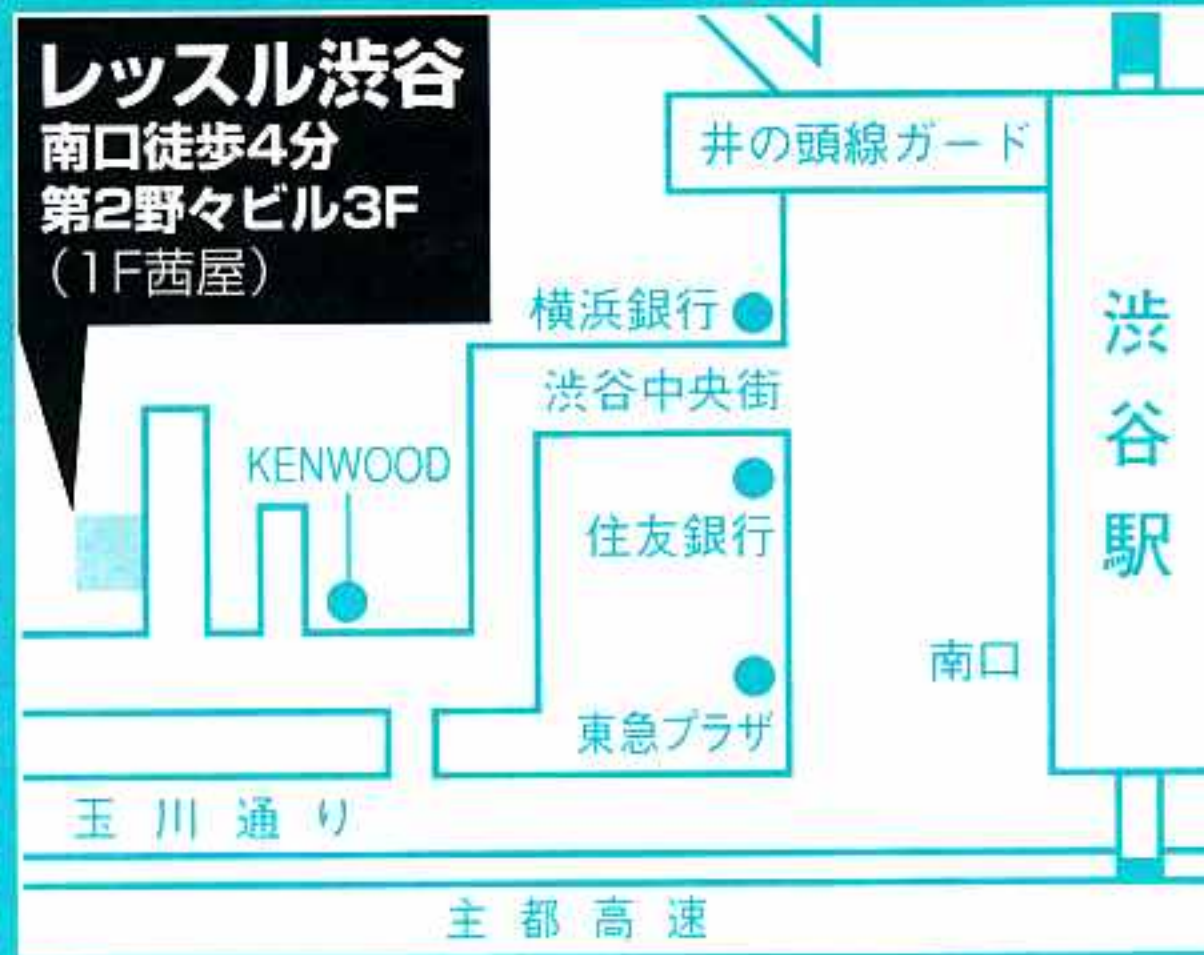 レッスル渋谷
南口徒歩4分
第2野々ビル3F
（1F茜屋）
井の頭線ガード
横浜銀行
渋谷中央街
KENWOOD
住友銀行
渋谷駅
南口
東急プラザ
玉川通り
主都高速